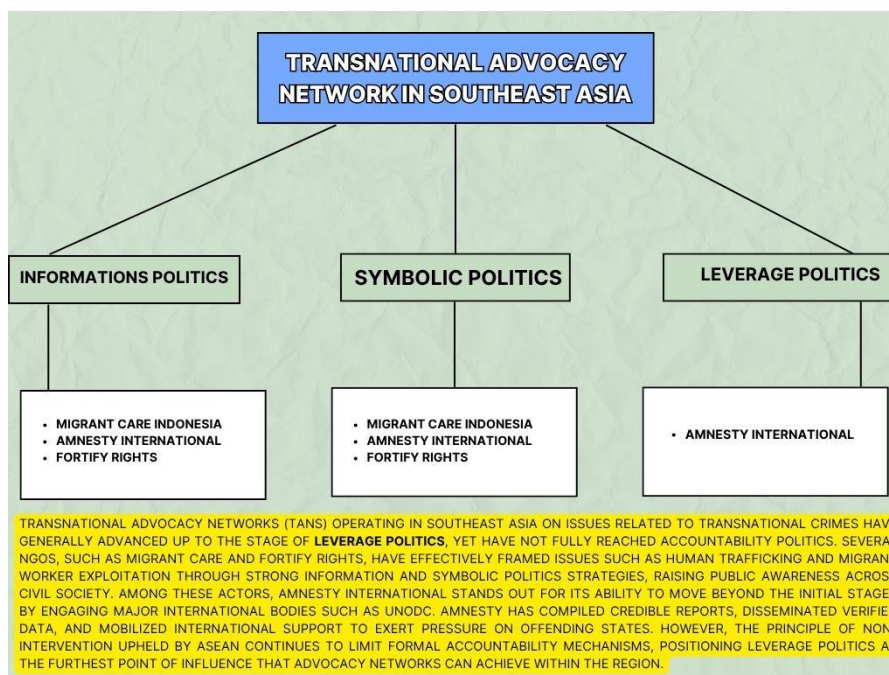 TRANSNATIONAL ADVOCACY
NETWORK IN SOUTHEAST ASIA
INFORMATIONS POLITICS
SYMBOLIC POLITICS
LEVERAGE POLITICS
• MIGRANT CARE INDONESIA
• AMNESTY INTERNATIONAL
• FORTIFY RIGHTS
• MIGRANT CARE INDONESIA
• AMNESTY INTERNATIONAL
• FORTIFY RIGHTS
• AMNESTY INTERNATIONAL
TRANSNATIONAL ADVOCACY NETWORKS (TANS) OPERATING IN SOUTHEAST ASIA ON ISSUES RELATED TO TRANSNATIONAL CRIMES HAV
GENERALLY ADVANCED UP TO THE STAGE OF LEVERAGE POLITICS, YET HAVE NOT FULLY REACHED ACCOUNTABILITY POLITICS. SEVERA
NGOS, SUCH AS MIGRANT CARE AND FORTIFY RIGHTS, HAVE EFFECTIVELY FRAMED ISSUES SUCH AS HUMAN TRAFFICKING AND MIGRAN
WORKER EXPLOITATION THROUGH STRONG INFORMATION AND SYMBOLIC POLITICS STRATEGIES, RAISING PUBLIC AWARENESS ACROS
CIVIL SOCIETY. AMONG THESE ACTORS, AMNESTY INTERNATIONAL STANDS OUT FOR ITS ABILITY TO MOVE BEYOND THE INITIAL STAGE
BY ENGAGING MAJOR INTERNATIONAL BODIES SUCH AS UNODC. AMNESTY HAS COMPILED CREDIBLE REPORTS, DISSEMINATED VERIFIE
DATA, AND MOBILIZED INTERNATIONAL SUPPORT TO EXERT PRESSURE ON OFFENDING STATES. HOWEVER, THE PRINCIPLE OF NON
INTERVENTION UPHELD BY ASEAN CONTINUES TO LIMIT FORMAL ACCOUNTABILITY MECHANISMS, POSITIONING LEVERAGE POLITICS A
THE FURTHEST POINT OF INFLUENCE THAT ADVOCACY NETWORKS CAN ACHIEVE WITHIN THE REGION.